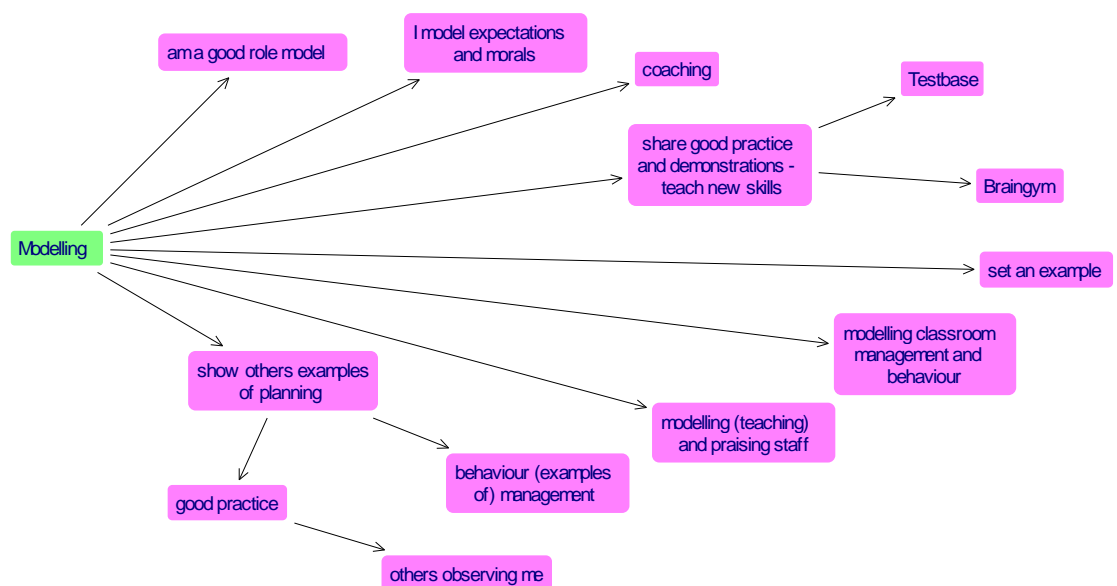 am a good role model
I model expectations
and morals
coaching
Testbase
share good practice
and demonstrations -
teach new skills
Braingym
Modelling
set an example
modelling classroom
management and
behaviour
show others examples
of planning
modelling (teaching)
and praising staff
behaviour (examples
of) management
good practice
others observing me